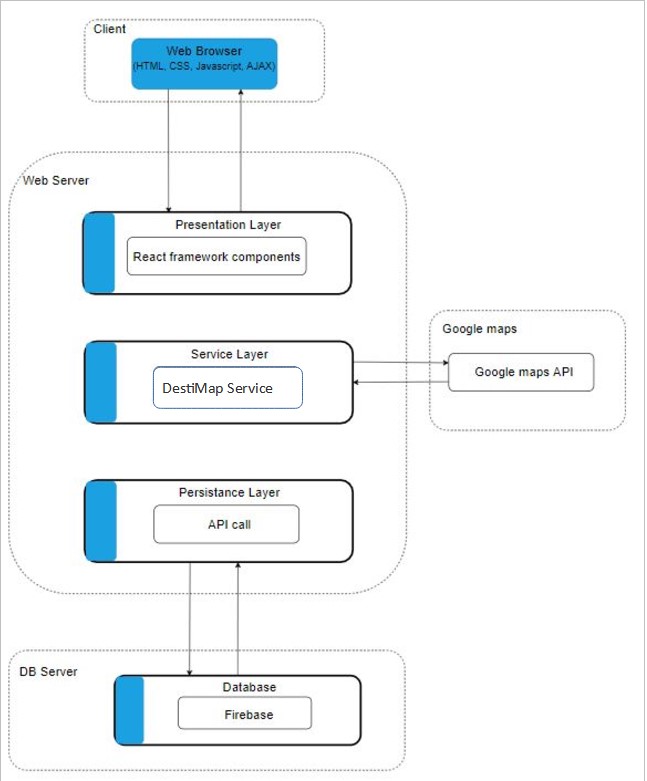 Client
Web Browser
(HTML, CSS, Javascript, AJAX)
Web Server
Presentation Layer
React framework components
Service Layer
DestiMap Service
Google maps
Google maps API
Persistance Layer
API call
DB Server
Database
Firebase